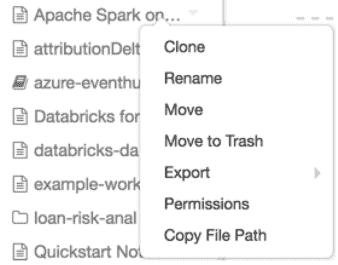 Apache Spark on...
attributionDelt
azure-eventhu
Databricks for
databricks-da
example-work
loan-risk-anal
Quickstart No
Clone
Rename
Move
Move to Trash
Export
Permissions
Copy File Path